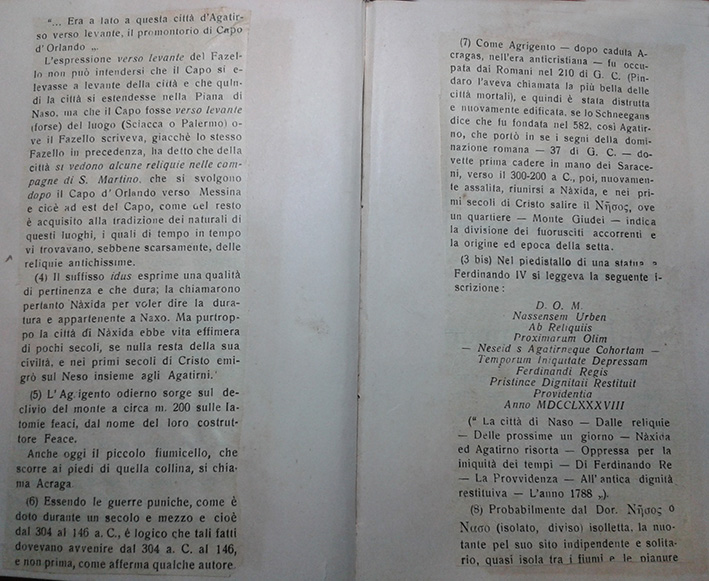 "... Era a lato a questa città d'Agatir-
so verso levante, il promontorio di Capo
d'Orlando „.
L'espressione verso levante del Fazel-
lo non può intendersi che il Capo si e-
levasse a levante della città e che quin-
di la città si estendesse nella Piana di
Naso, ma che il Capo fosse verso levante
(forse) del luogo (Sciacca o Palermo) o-
ve il Fazello scriveva, giacchè lo stesso
Fazello in precedenza, ha detto che della
città si vedono alcune reliquie nelle cam-
pagne di S. Martino, che si svolgono
dopo il Capo d'Orlando verso Messina
e cioè ad est del Capo, come del resto
è acquisito alla tradizione dei naturali di
questi luoghi, i quali di tempo in tempo
vi trovavano, sebbene scarsamente, delle
reliquie antichissime.
(4) Il suffisso idus esprime una qualità
di pertinenza e che dura; la chiamarono
pertanto Nàxida per voler dire la dura-
tura e appartenente a Naxo. Ma purtrop-
po la città di Nàxida ebbe vita effimera
di pochi secoli, se nulla resta della sua
civiltà, e nei primi secoli di Cristo emi-
grò sul Neso insieme agli Agatirni.
(5) L'Agrigento odierno sorge sul de-
clivio del monte a circa m. 200 sulle la-
tomie feaci, dal nome del loro costrut-
tore Feace.
Anche oggi il piccolo fiumicello, che
scorre ai piedi di quella collina, si chia-
ma Acraga.
(6) Essendo le guerre puniche, come è
doto durante un secolo e mezzo e cioè
dal 304 al 146 a. C., é logico che tali fatti
dovevano avvenire dal 304 a. C. al 146,
e non prima, come afferma qualche autore.
(7) Come Agrigento — dopo caduta A-
cragas, nell'era anticristiana — fu occu-
pata dai Romani nel 210 di G. C. (Pin-
daro l'aveva chiamata la più bella delle
città mortali), e quindi è stata distrutta
e nuovamente edificata, se lo Schneegans
dice che fu fondata nel 582, così Agatir-
no, che portò in se i segni della domi-
nazione romana — 37 di G. C. — do-
vette prima cadere in mano dei Sarace-
ni, verso il 300-200 a C., poi, nuovamen-
te assalita, riunirsi a Nàxida, e nei pri-
mi secoli di Cristo salire il Νῆσος, ove
un quartiere — Monte Giudei — indica
la divisione dei fuorusciti accorrenti e
la origine ed epoca della setta.
(3 bis) Nel piedistallo di una statua a
Ferdinando IV si leggeva la seguente i-
scrizione:
D. O. M.
Nassensem Urben
Ab Reliquiis
Proximarum Olim
— Neseid s Agatirneque Cohortam —
Temporum Iniquitate Depressam
Ferdinandi Regis
Pristince Dignitaii Restituit
Providentia
Anno MDCCLXXXVIII
(" La città di Naso — Dalle reliquie
— Delle prossime un giorno — Nàxida
ed Agatirno risorta — Oppressa per la
iniquità dei tempi — Di Ferdinando Re
— La Provvidenza — All'antica dignità
restituiva — L'anno 1788 „).
(8) Probabilmente dal Dor. Νῆσος o
Νασο (isolato, diviso) isolletta, la nuo-
tante pel suo sito indipendente e solita-
rio, quasi isola tra i fiumi e le pianure